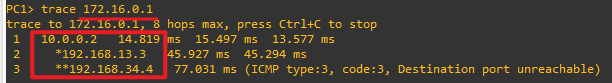 PC1> trace 172.16.0.1
trace to 172.16.0.1, 8 hops max, press Ctrl+C to stop
1 10.0.0.2 14.819 ms 15.497 ms 13.577 ms
2 *192.168.13.3 45.927 ms 45.294 ms
3 **192.168.34.4 77.031 ms (ICMP type:3, code:3, Destination port unreachable)